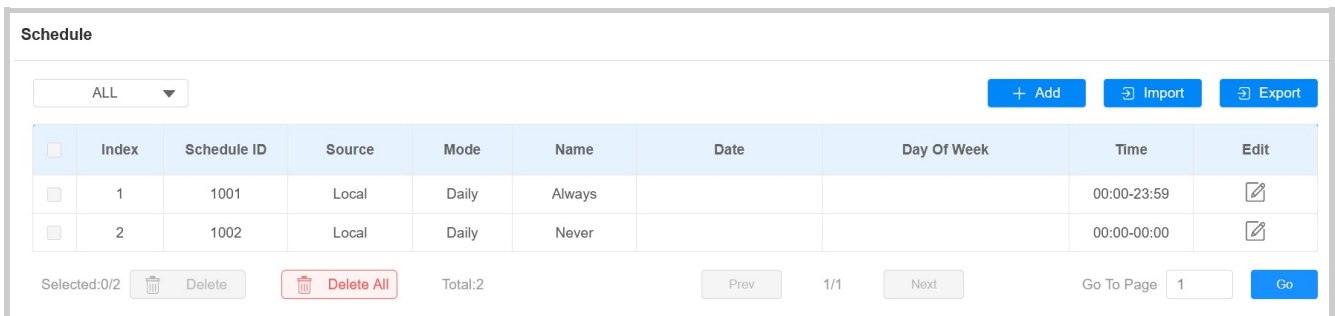 Schedule
ALL + Add Import Export
Index Schedule ID Source Mode Name Date Day Of Week Time Edit
1 1001 Local Daily Always 00:00-23:59
2 1002 Local Daily Never 00:00-00:00
Selected:0/2 Delete Delete All Total:2 Prev 1/1 Next Go To Page 1 Go